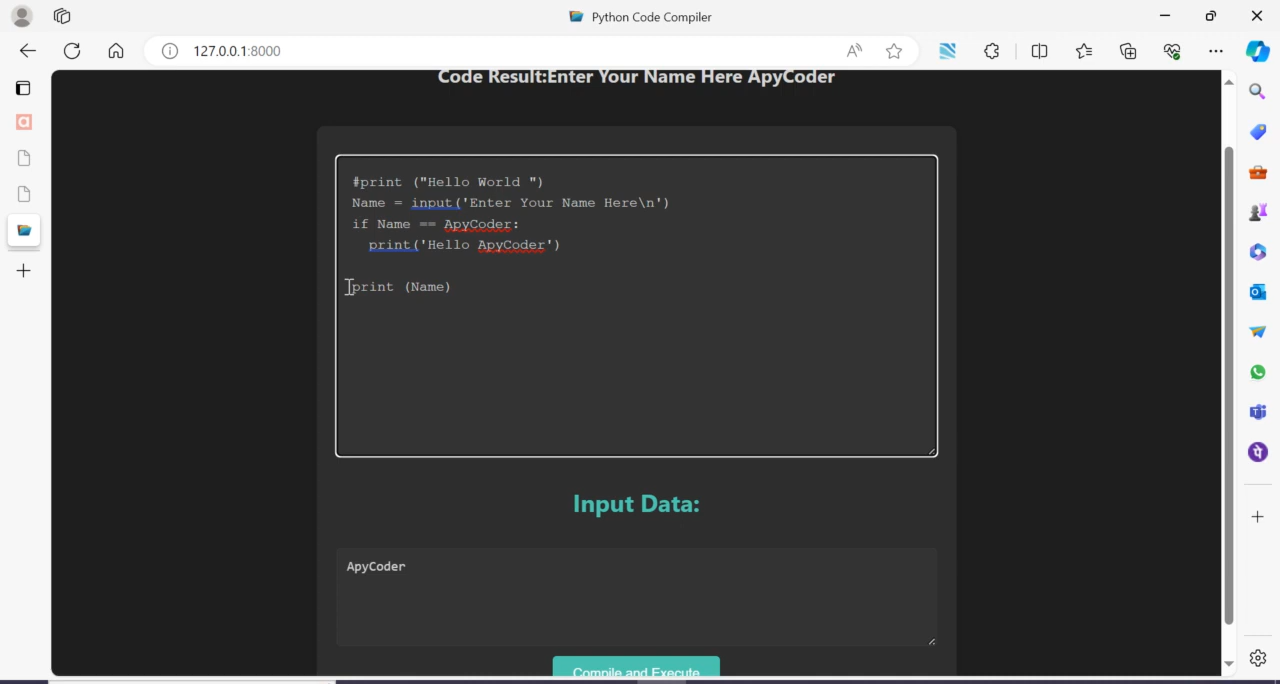 Python Code Compiler
127.0.0.1:8000
Code Result:Enter Your Name Here ApyCoder
#print ("Hello World ")
Name = input('Enter Your Name Here\n')
if Name == ApyCoder:
print('Hello ApyCoder')
print (Name)
Input Data:
ApyCoder
Compile and Execute